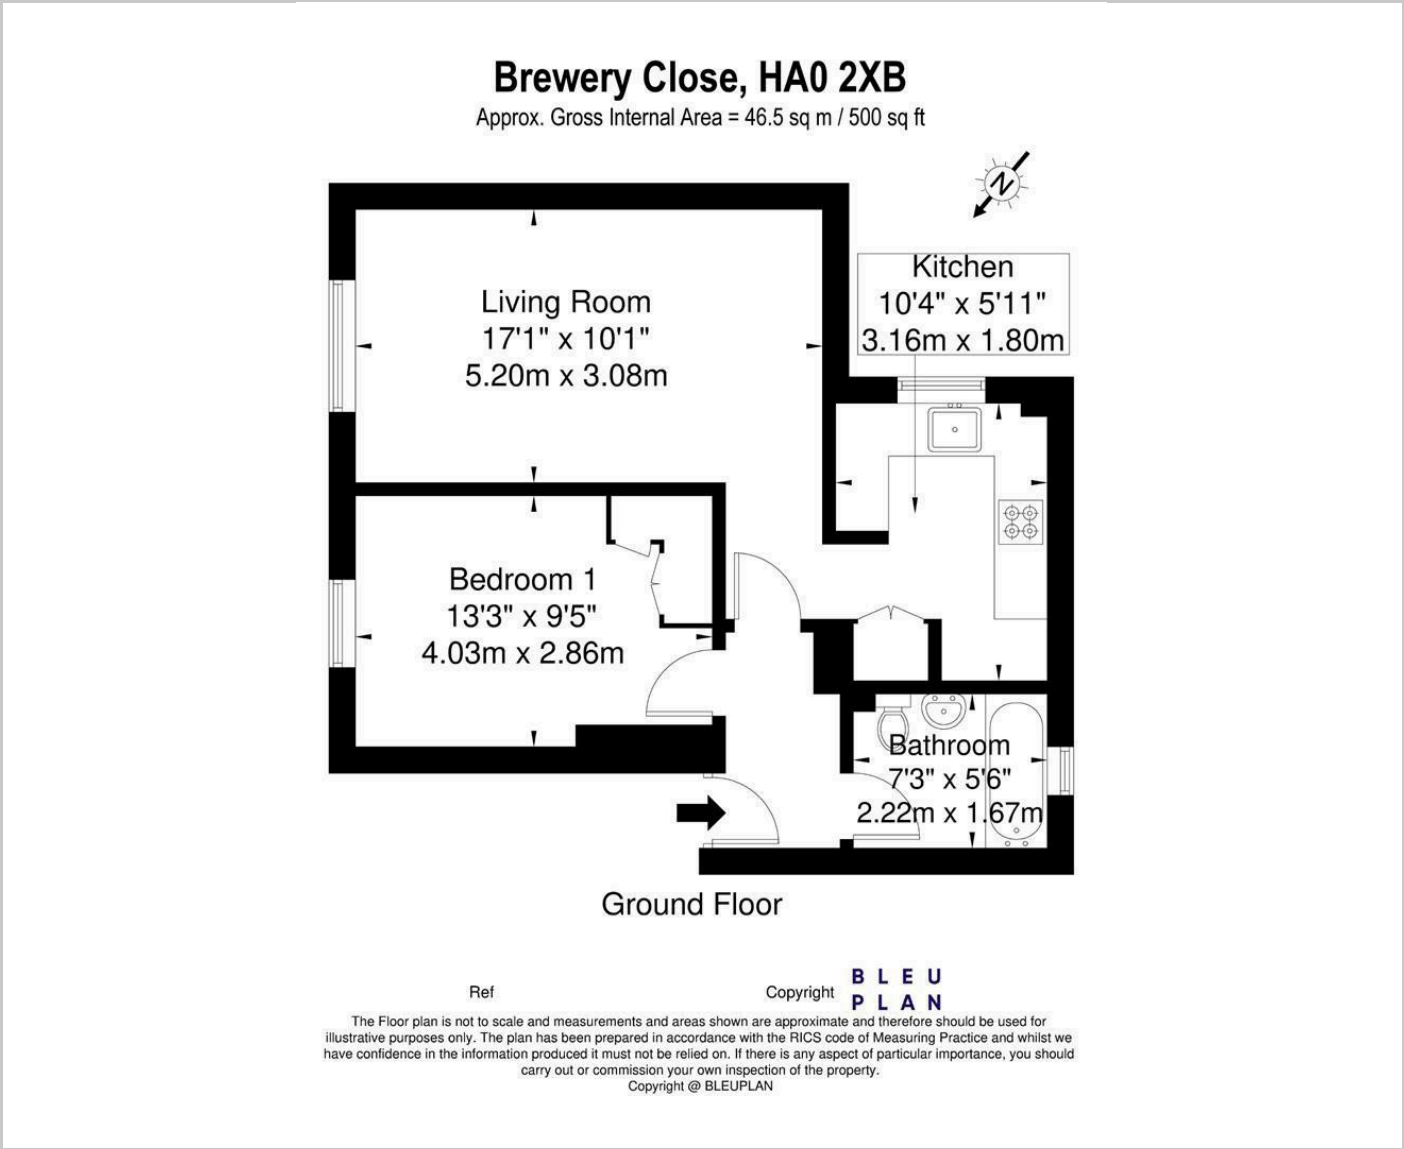 Brewery Close, HA0 2XB
Approx. Gross Internal Area = 46.5 sq m / 500 sq ft
N
Kitchen
10'4" x 5'11"
3.16m x 1.80m
Living Room
17'1" x 10'1"
5.20m x 3.08m
Bedroom 1
13'3" x 9'5"
4.03m x 2.86m
Bathroom
7'3" x 5'6"
2.22m x 1.67m
Ground Floor
Ref
Copyright
BLEU
PLAN
The Floor plan is not to scale and measurements and areas shown are approximate and therefore should be used for
illustrative purposes only. The plan has been prepared in accordance with the RICS code of Measuring Practice and whilst we
have confidence in the information produced it must not be relied on. If there is any aspect of particular importance, you should
carry out or commission your own inspection of the property.
Copyright @ BLEUPLAN